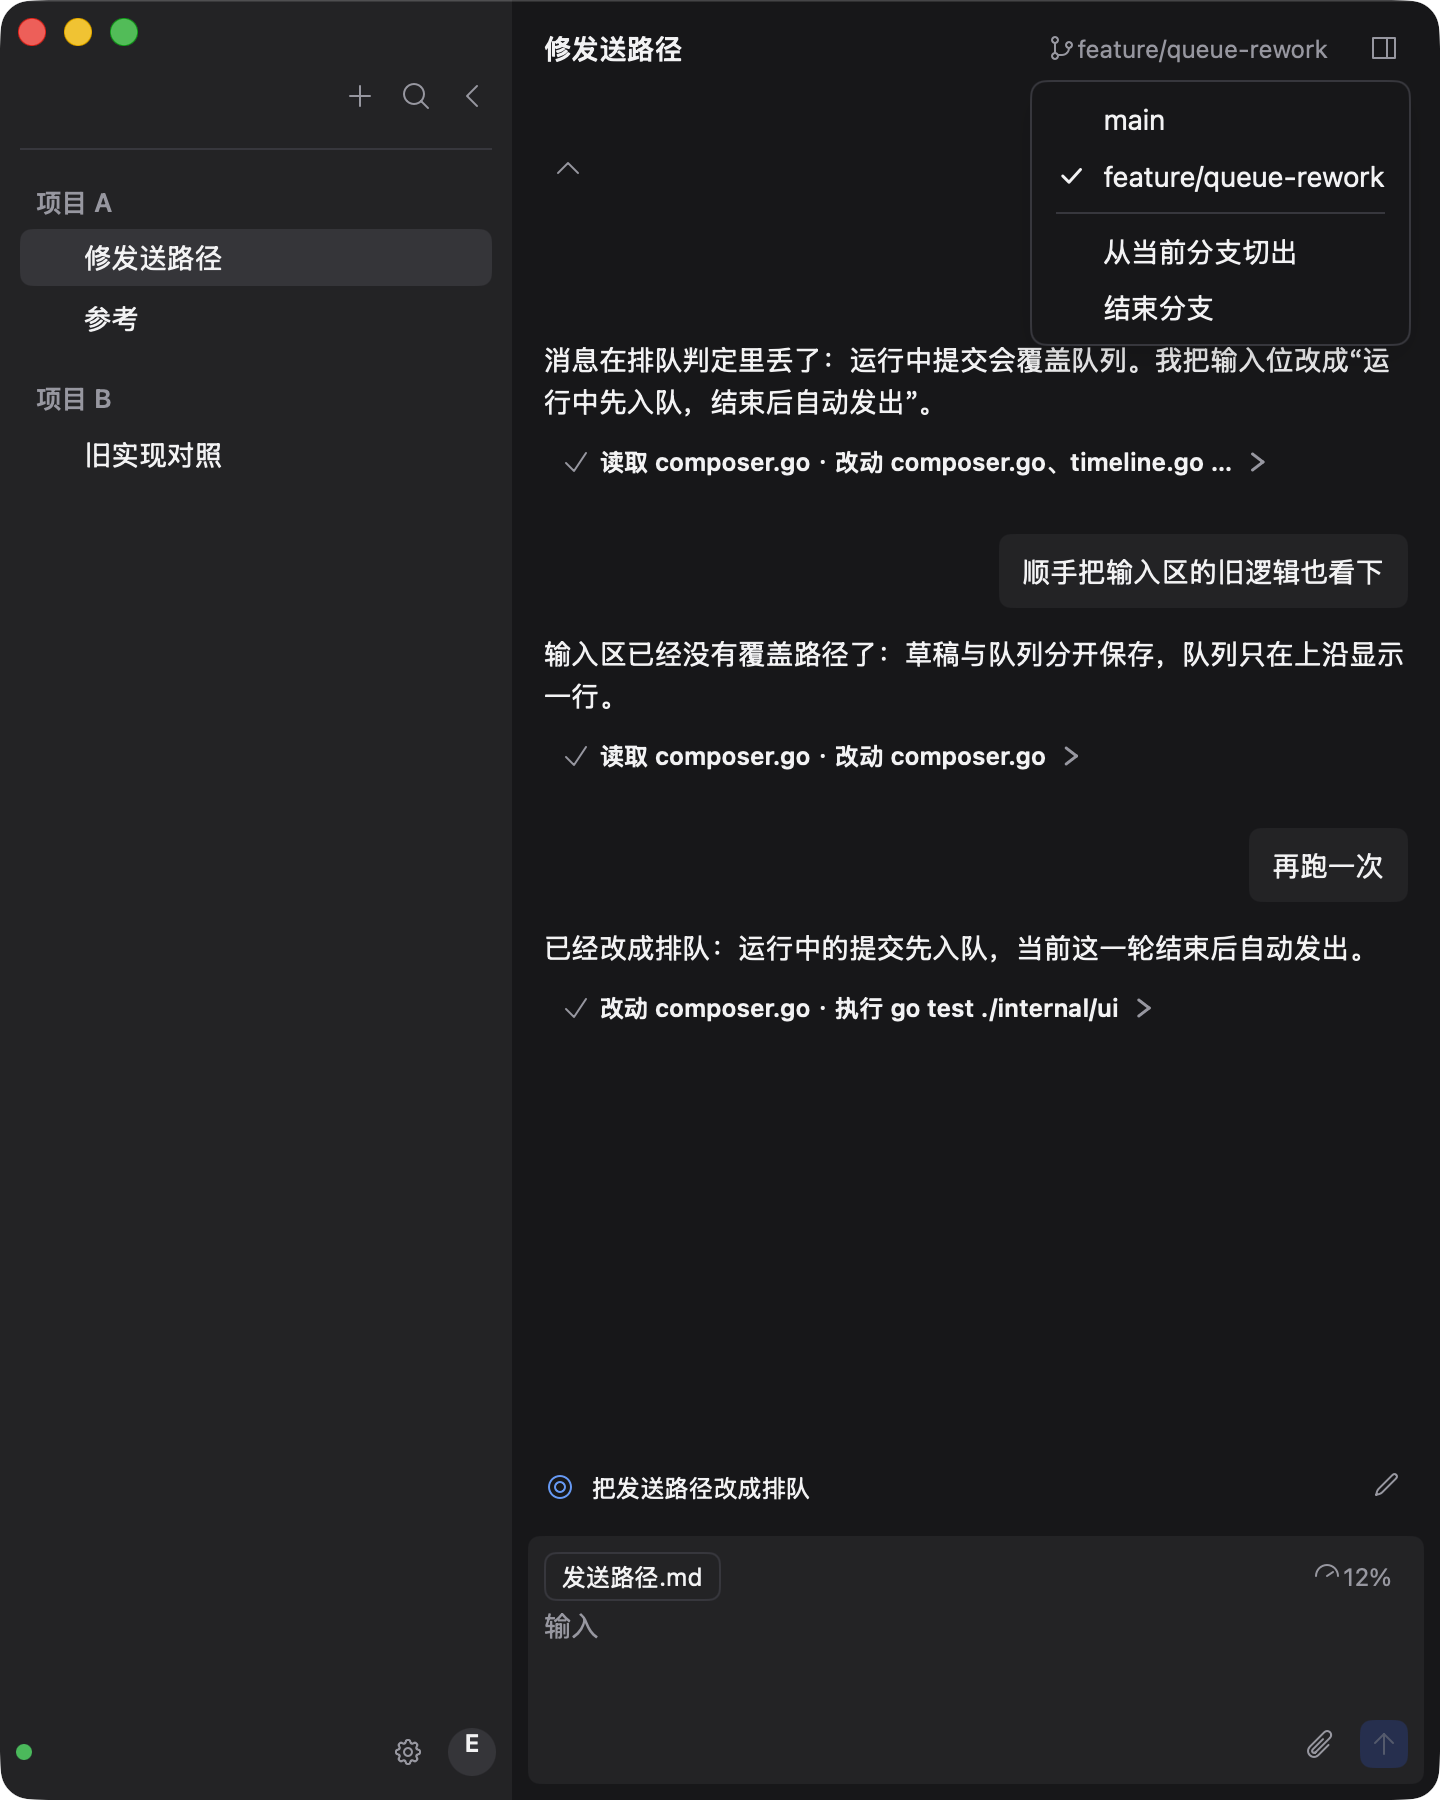 修发送路径
feature/queue-rework
main
feature/queue-rework
从当前分支切出
结束分支
项目 A
修发送路径
参考
项目 B
旧实现对照
消息在排队判定里丢了：运行中提交会覆盖队列。我把输入位改成“运
行中先入队，结束后自动发出”。
读取 composer.go · 改动 composer.go、timeline.go ...
顺手把输入区的旧逻辑也看下
输入区已经没有覆盖路径了：草稿与队列分开保存，队列只在上沿显示
一行。
读取 composer.go · 改动 composer.go
再跑一次
已经改成排队：运行中的提交先入队，当前这一轮结束后自动发出。
改动 composer.go · 执行 go test ./internal/ui
把发送路径改成排队
发送路径.md
12%
输入
E